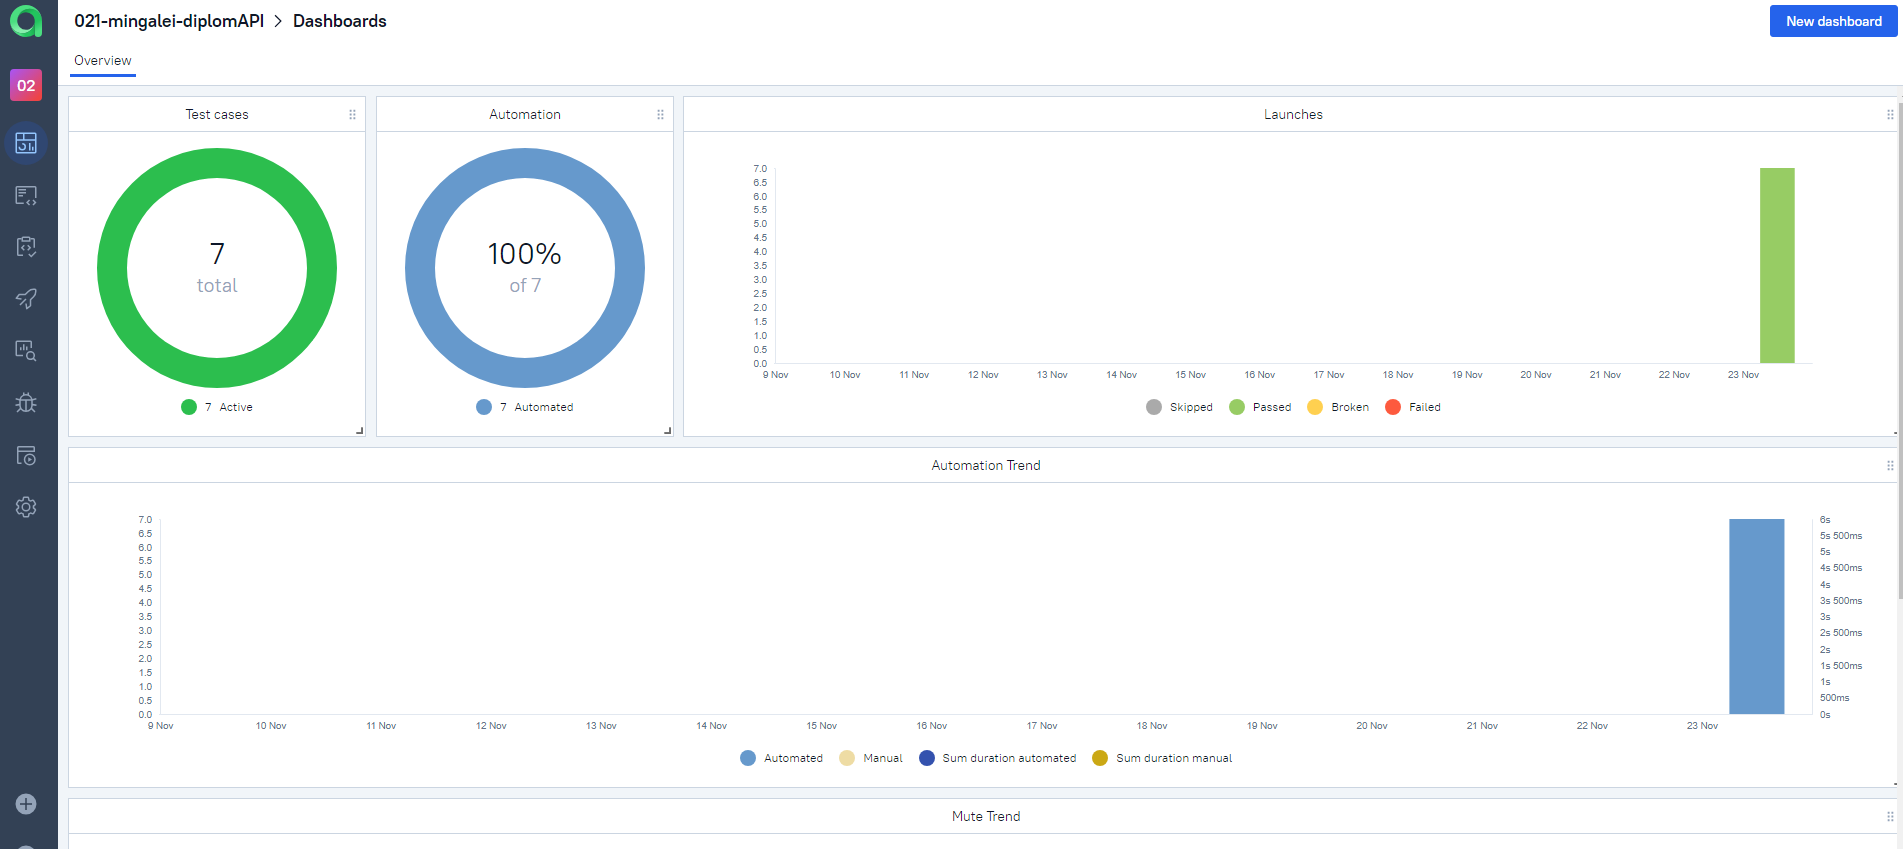 021-mingalei-diplomAPI > Dashboards
New dashboard
Overview
02
Test cases
7
total
7 Active
Automation
100%
of 7
7 Automated
Launches
7.0
6.5
6.0
5.5
5.0
4.5
4.0
3.5
3.0
2.5
2.0
1.5
1.0
0.5
0.0
9 Nov 10 Nov 11 Nov 12 Nov 13 Nov 14 Nov 15 Nov 16 Nov 17 Nov 18 Nov 19 Nov 20 Nov 21 Nov 22 Nov 23 Nov
Skipped Passed Broken Failed
Automation Trend
7.0
6.5
6.0
5.5
5.0
4.5
4.0
3.5
3.0
2.5
2.0
1.5
1.0
0.5
0.0
6s
5s 500ms
5s
4s 500ms
4s
3s 500ms
3s
2s 500ms
2s
1s 500ms
1s
500ms
0s
9 Nov 10 Nov 11 Nov 12 Nov 13 Nov 14 Nov 15 Nov 16 Nov 17 Nov 18 Nov 19 Nov 20 Nov 21 Nov 22 Nov 23 Nov
Automated Manual Sum duration automated Sum duration manual
Mute Trend